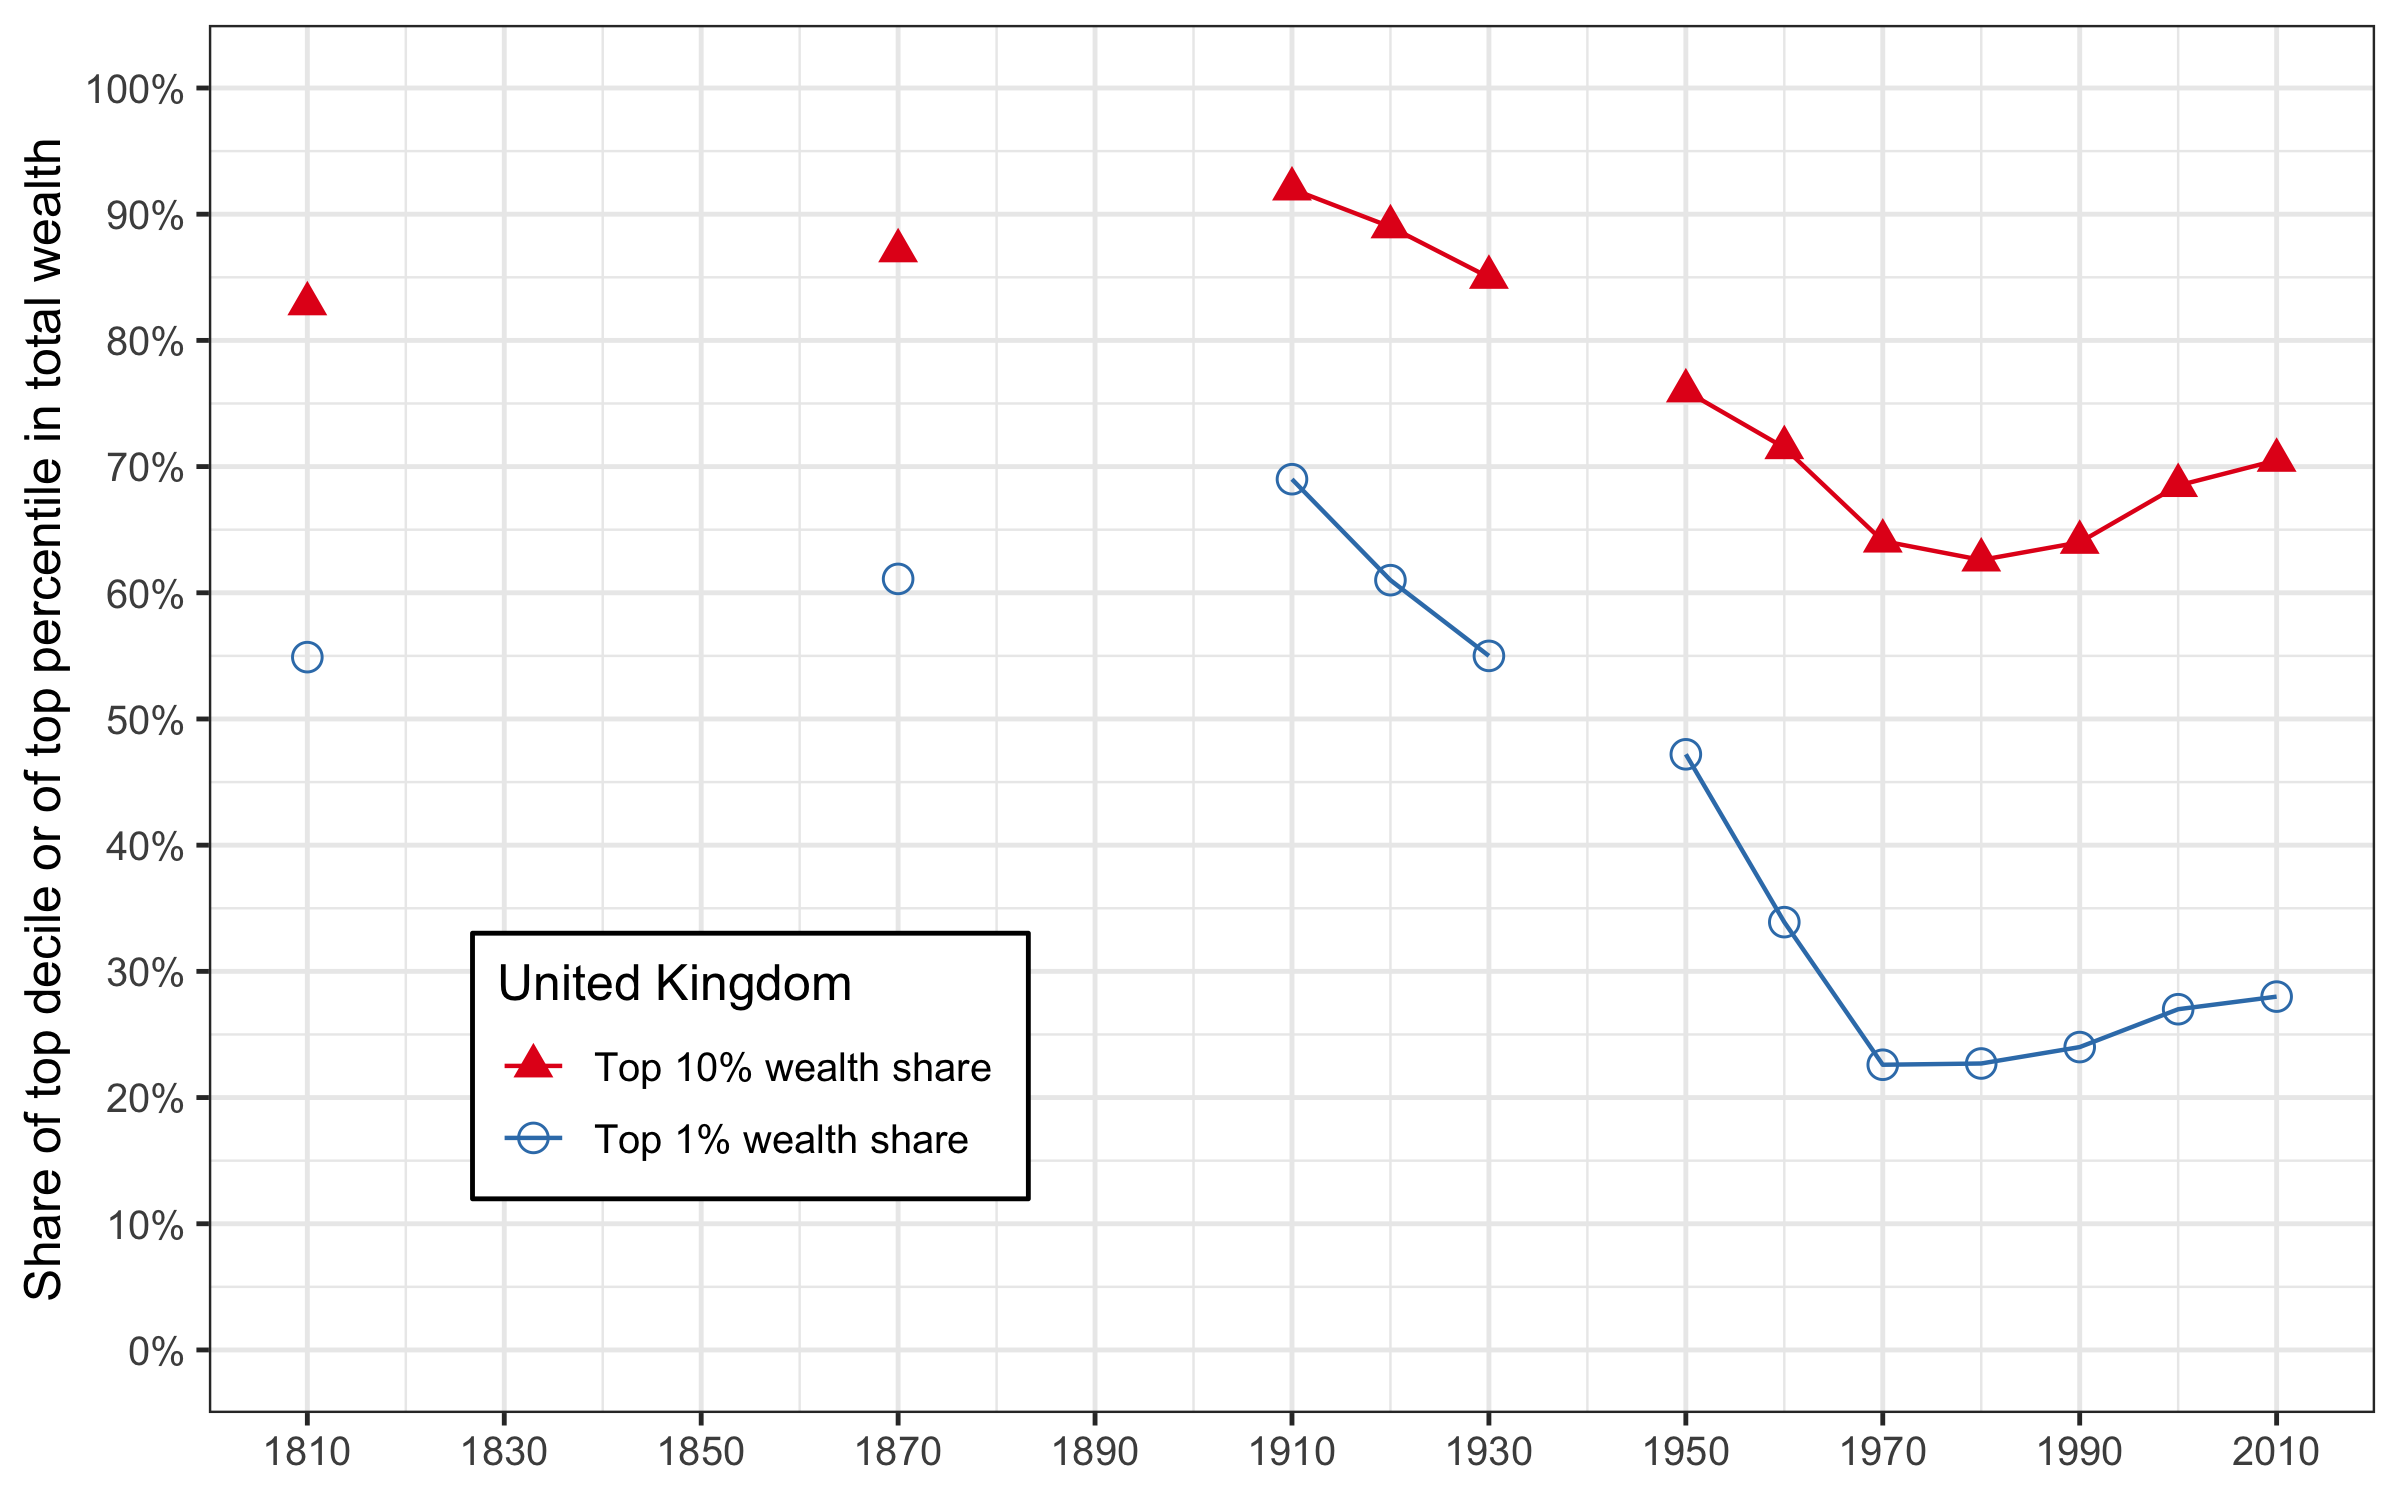 Share of top decile or of top percentile in total wealth
100%
90%
80%
70%
60%
50%
40%
30%
20%
10%
0%
United Kingdom
Top 10% wealth share
Top 1% wealth share
1810 1830 1850 1870 1890 1910 1930 1950 1970 1990 2010